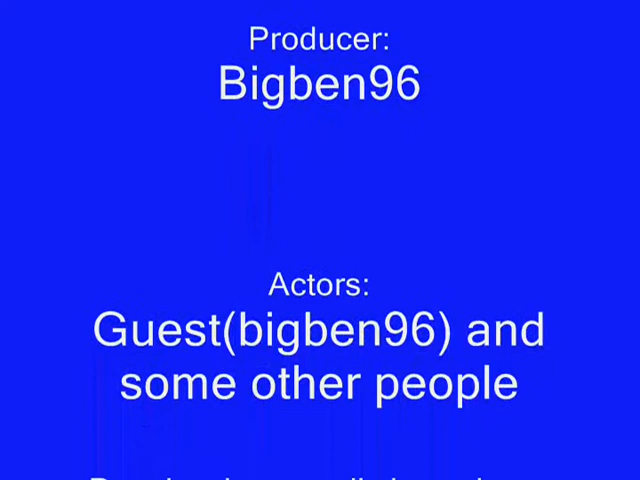 Producer:
Bigben96
Actors:
Guest(bigben96) and
some other people